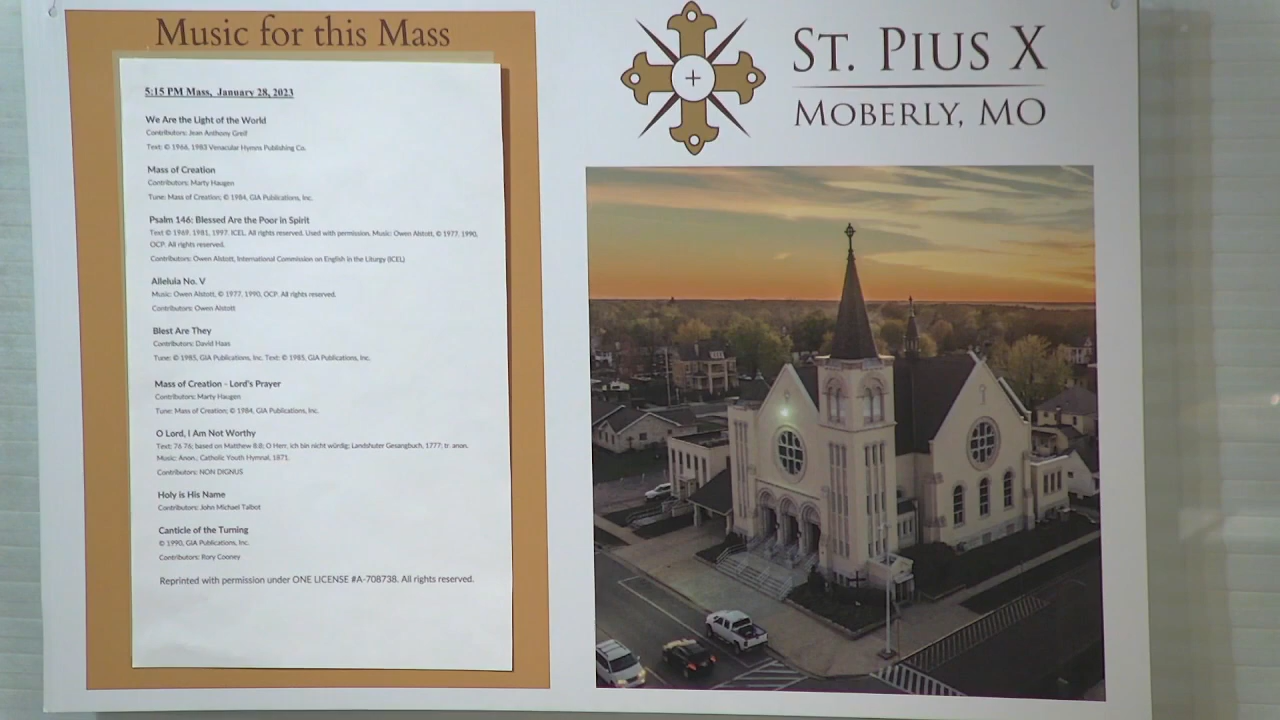 Music for this Mass
5:15 PM Mass, January 28, 2023
We Are the Light of the World
Contributors: Jean Anthony Greif
Text: © 1966, 1983 Venacular Hymns Publishing Co.
Mass of Creation
Contributors: Marty Haugen
Tune: Mass of Creation; © 1984, GIA Publications, Inc.
Psalm 146: Blessed Are the Poor in Spirit
Text © 1969, 1981, 1997, ICEL. All rights reserved. Used with permission. Music: Owen Alstott, © 1977, 1990,
OCP. All rights reserved.
Contributors: Owen Alstott, International Commission on English in the Liturgy (ICEL)
Alleluia No. V
Music: Owen Alstott, © 1977, 1990, OCP. All rights reserved.
Contributors: Owen Alstott
Blest Are They
Contributors: David Haas
Tune: © 1985, GIA Publications, Inc. Text: © 1985, GIA Publications, Inc.
Mass of Creation - Lord's Prayer
Contributors: Marty Haugen
Tune: Mass of Creation; © 1984, GIA Publications, Inc.
O Lord, I Am Not Worthy
Text: 76 76; based on Matthew 8:8; O Herr, ich bin nicht würdig; Landshuter Gesangbuch, 1777; tr. anon.
Music: Anon., Catholic Youth Hymnal, 1871.
Contributors: NON DIGNUS
Holy is His Name
Contributors: John Michael Talbot
Canticle of the Turning
© 1990, GIA Publications, Inc.
Contributors: Rory Cooney
Reprinted with permission under ONE LICENSE #A-708738. All rights reserved.
ST. PIUS X
MOBERLY, MO